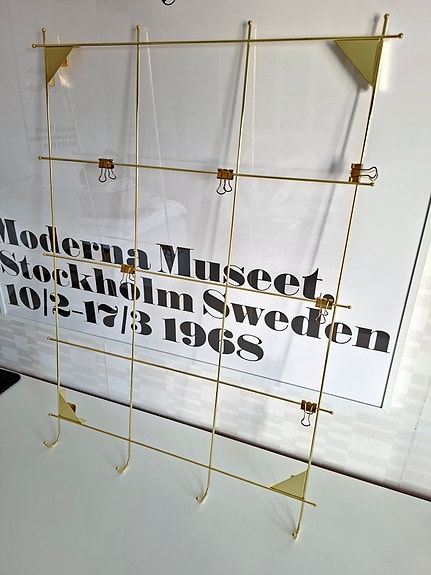 Moderna Museet,
Stockholm Sweden
10/2-17/3 1968